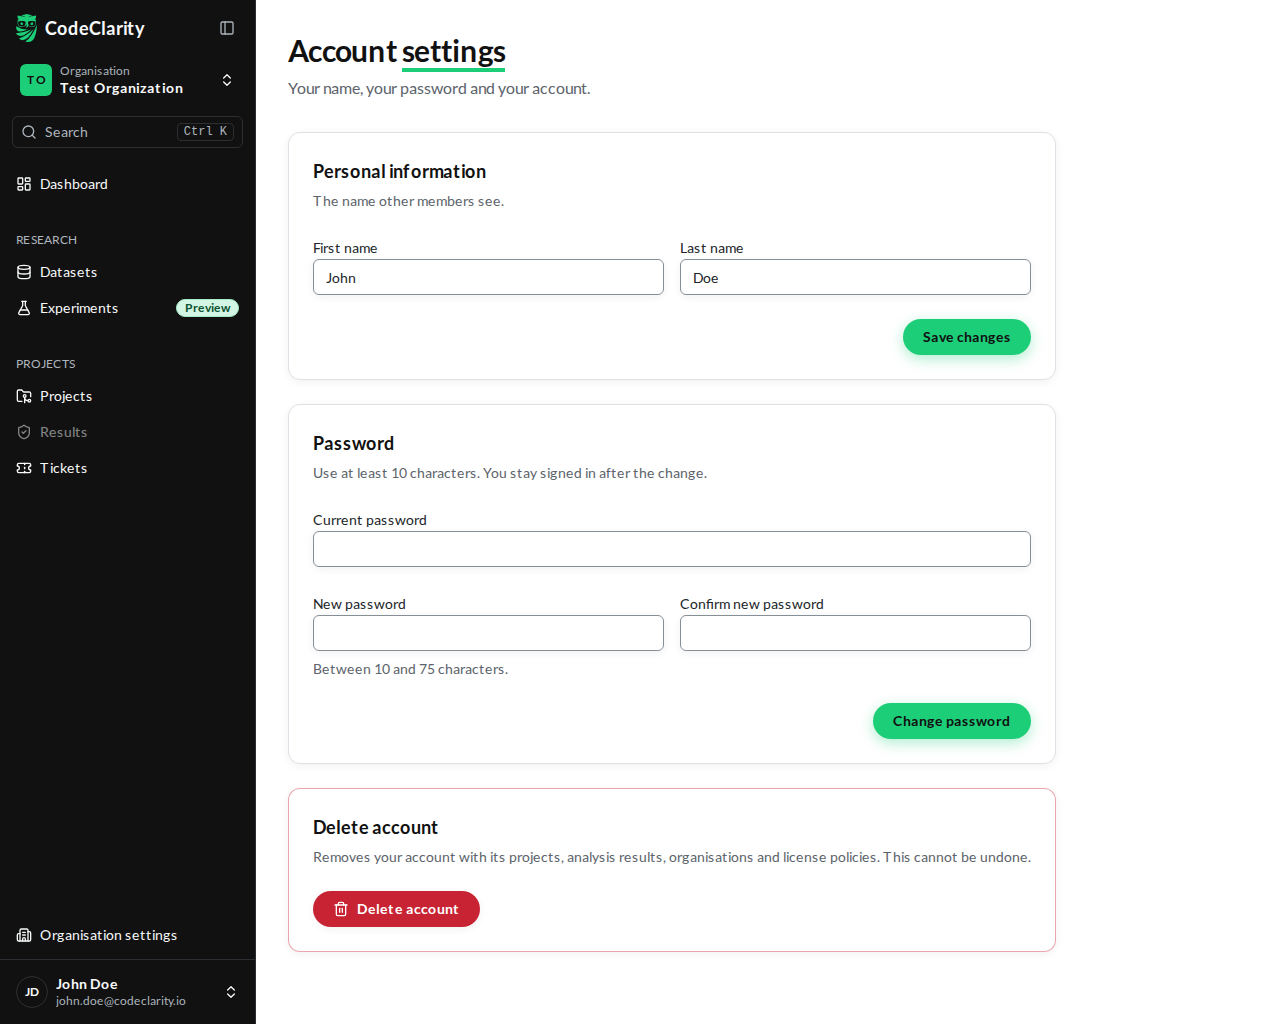 CodeClarity
TO
Organisation
Test Organization
Search
Ctrl K
Dashboard
RESEARCH
Datasets
Experiments
Preview
PROJECTS
Projects
Results
Tickets
Organisation settings
JD
John Doe
john.doe@codeclarity.io
Account settings
Your name, your password and your account.
Personal information
The name other members see.
First name
Last name
John
Doe
Save changes
Password
Use at least 10 characters. You stay signed in after the change.
Current password
New password
Confirm new password
Between 10 and 75 characters.
Change password
Delete account
Removes your account with its projects, analysis results, organisations and license policies. This cannot be undone.
Delete account